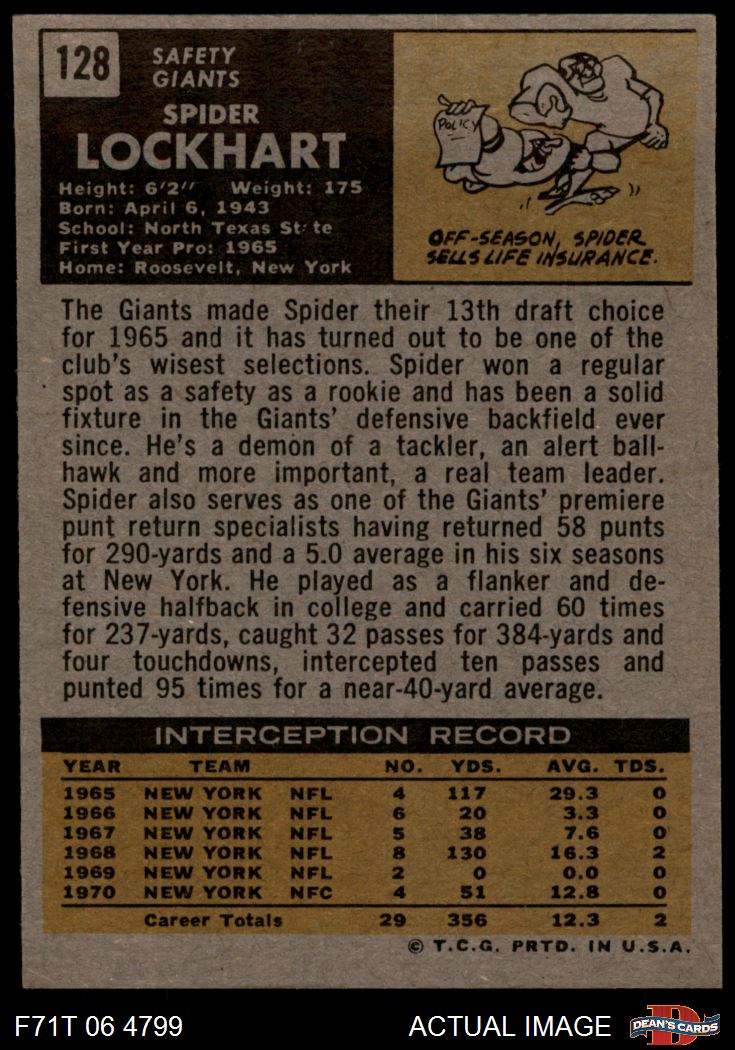 128
SAFETY
GIANTS
SPIDER
LOCKHART
Height: 6'2" Weight: 175
Born: April 6, 1943
School: North Texas State
First Year Pro: 1965
Home: Roosevelt, New York
POLICY
OFF-SEASON, SPIDER
SELLS LIFE INSURANCE.
The Giants made Spider their 13th draft choice
for 1965 and it has turned out to be one of the
club's wisest selections. Spider won a regular
spot as a safety as a rookie and has been a solid
fixture in the Giants' defensive backfield ever
since. He's a demon of a tackler, an alert ball-
hawk and more important, a real team leader.
Spider also serves as one of the Giants' premiere
punt return specialists having returned 58 punts
for 290-yards and a 5.0 average in his six seasons
at New York. He played as a flanker and de-
fensive halfback in college and carried 60 times
for 237-yards, caught 32 passes for 384-yards and
four touchdowns, intercepted ten passes and
punted 95 times for a near-40-yard average.
INTERCEPTION RECORD
YEAR TEAM NO. YDS. AVG. TDS.
1965 NEW YORK NFL 4 117 29.3 0
1966 NEW YORK NFL 6 20 3.3 0
1967 NEW YORK NFL 5 38 7.6 0
1968 NEW YORK NFL 8 130 16.3 2
1969 NEW YORK NFL 2 0 0.0 0
1970 NEW YORK NFC 4 51 12.8 0
Career Totals 29 356 12.3 2
© T.C.G. PRTD. IN U.S.A.
F71T 06 4799 ACTUAL IMAGE D DEAN'S CARDS